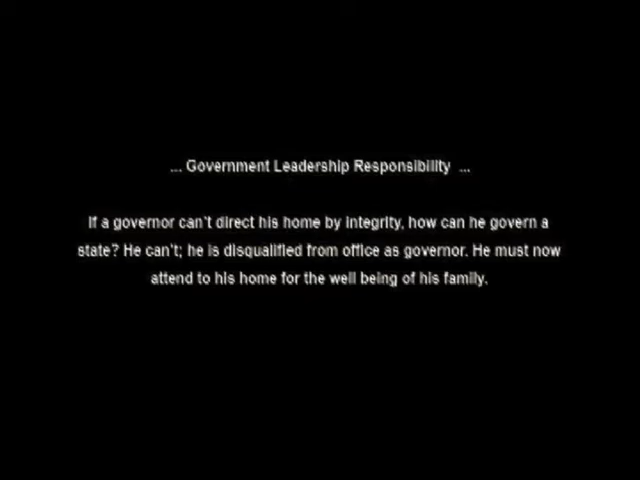 ... Government Leadership Responsibility ...
If a governor can't direct his home by integrity, how can he govern a
state? He can't; he is disqualified from office as governor. He must now
attend to his home for the well being of his family.